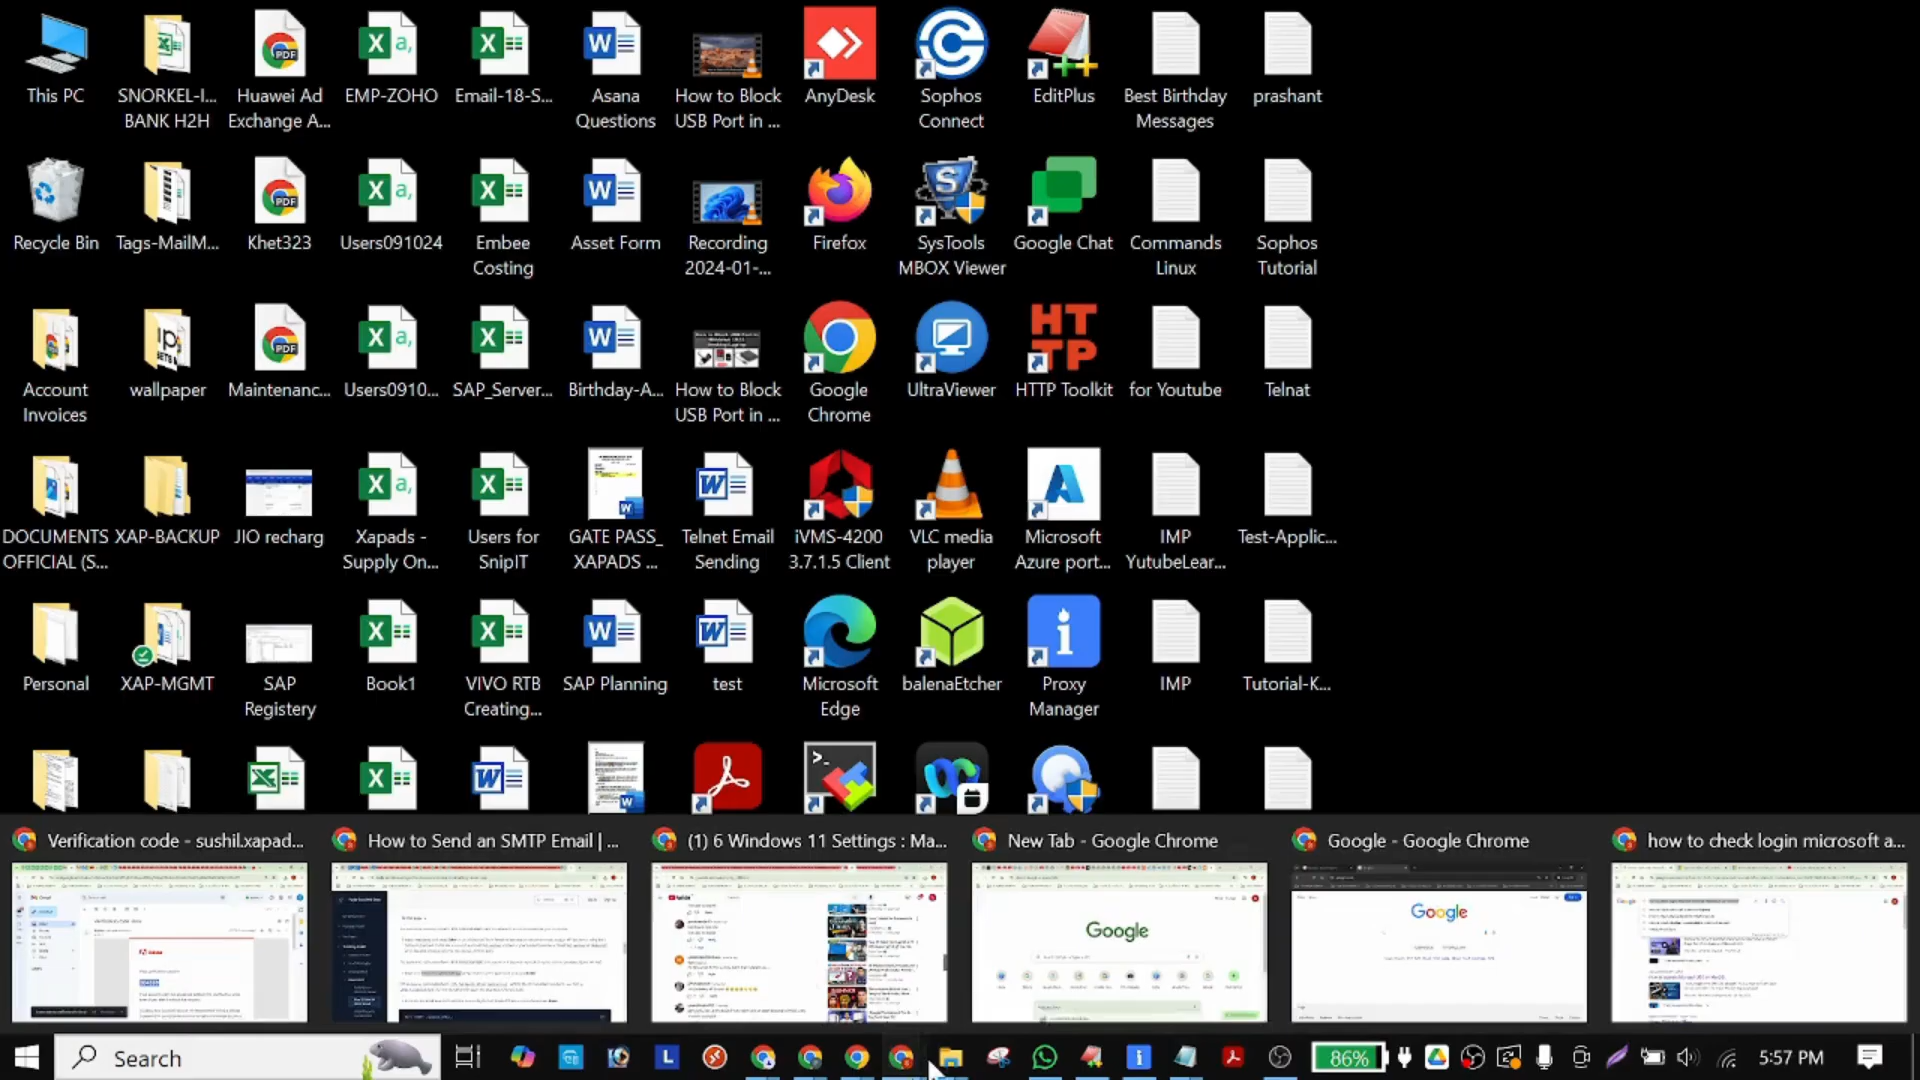 This PC
SNORKEL-I...
BANK H2H
Huawei Ad
Exchange A...
EMP-ZOHO
Email-18-S...
Asana
Questions
How to Block
USB Port in ...
AnyDesk
Sophos
Connect
EditPlus
Best Birthday
Messages
prashant
Recycle Bin
Tags-MailM...
Khet323
Users091024
Embee
Costing
Asset Form
Recording
2024-01-...
Firefox
SysTools
MBOX Viewer
Google Chat
Commands
Linux
Sophos
Tutorial
Account
Invoices
wallpaper
Maintenanc...
Users0910...
SAP_Server...
Birthday-A...
How to Block
USB Port in ...
Google
Chrome
UltraViewer
HTTP Toolkit
for Youtube
Telnat
DOCUMENTS
OFFICIAL (S...
XAP-BACKUP
JIO recharg
Xapads -
Supply On...
Users for
SnipIT
GATE PASS_
XAPADS ...
Telnet Email
Sending
iVMS-4200
3.7.1.5 Client
VLC media
player
Microsoft
Azure port...
IMP
YutubeLear...
Test-Applic...
Personal
XAP-MGMT
SAP
Registery
Book1
VIVO RTB
Creating...
SAP Planning
test
Microsoft
Edge
balenaEtcher
Proxy
Manager
IMP
Tutorial-K...
Verification code - sushil.xapad...
How to Send an SMTP Email | ...
(1) 6 Windows 11 Settings : Ma...
New Tab - Google Chrome
Google - Google Chrome
how to check login microsoft a...
Google
Google
Search
86%
5:57 PM